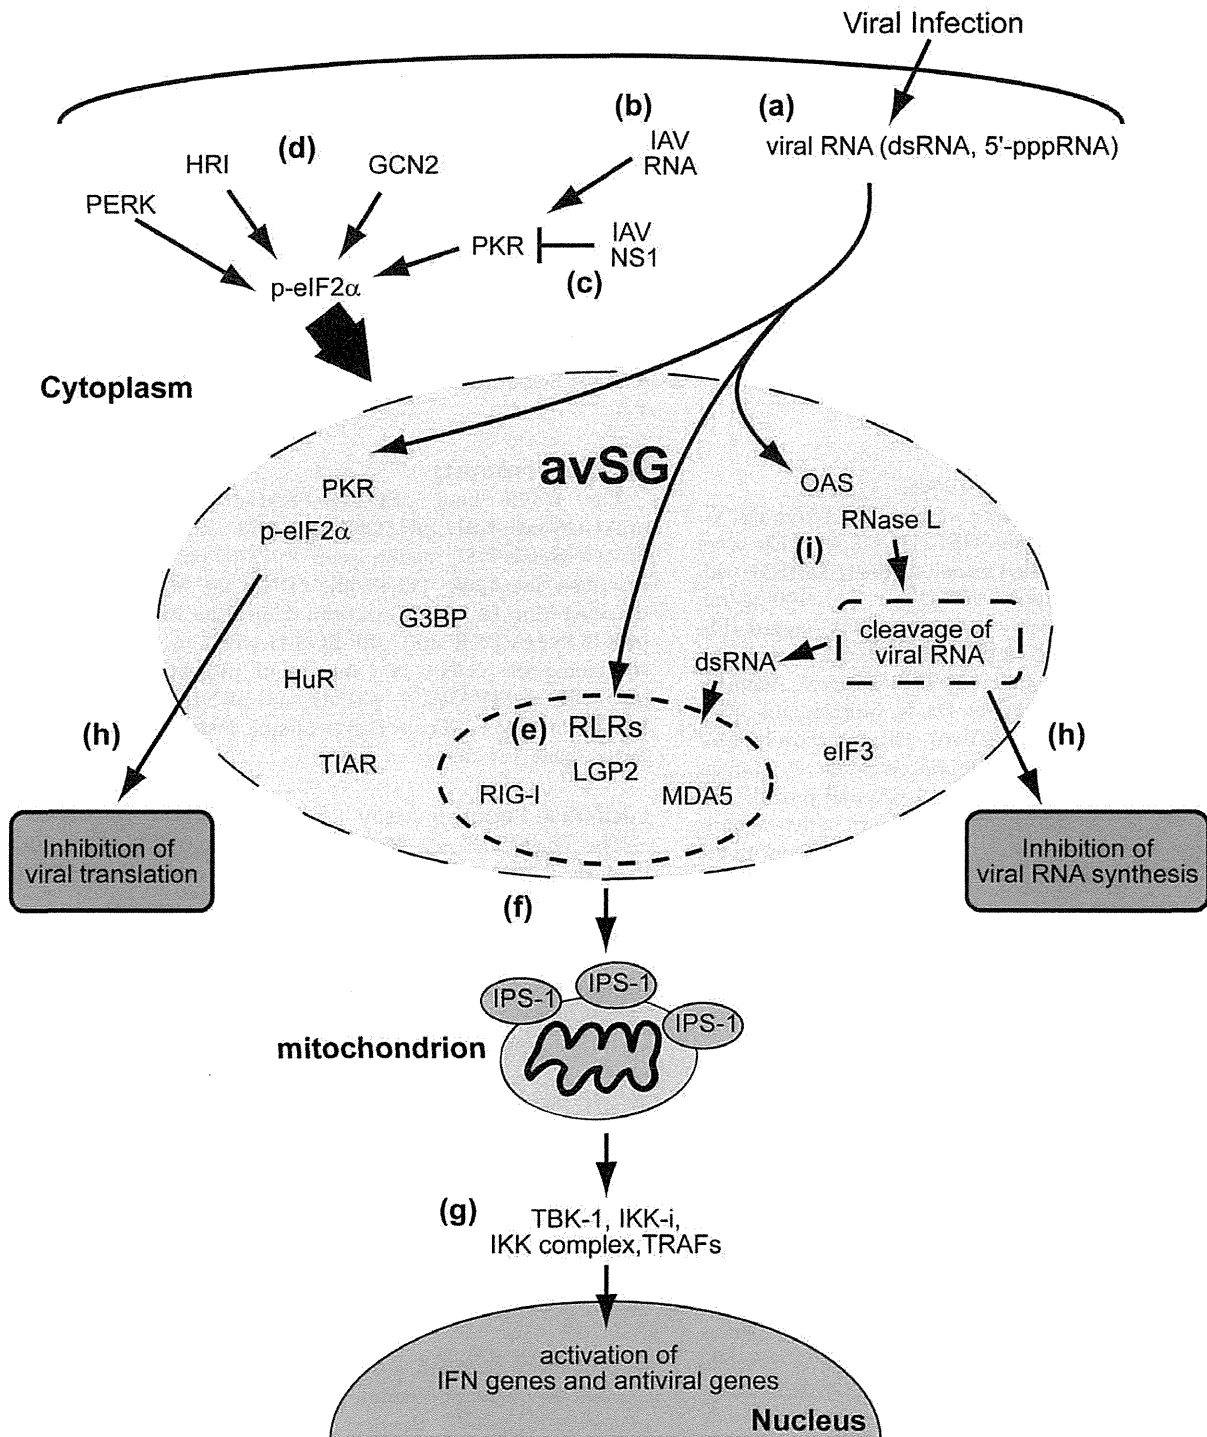 Viral Infection
(a)
viral RNA (dsRNA, 5'-pppRNA)
(b)
IAV
RNA
(d)
HRI
GCN2
PERK
PKR
IAV
NS1
(c)
p-eIF2α
Cytoplasm
avSG
PKR
p-eIF2α
OAS
RNase L
(i)
G3BP
cleavage of
viral RNA
dsRNA
HuR
(e)
RLRs
(h)
(h)
TIAR
LGP2
eIF3
RIG-I
MDA5
Inhibition of
viral translation
Inhibition of
viral RNA synthesis
(f)
IPS-1
IPS-1
IPS-1
mitochondrion
(g)
TBK-1, IKK-i,
IKK complex,TRAFs
activation of
IFN genes and antiviral genes
Nucleus